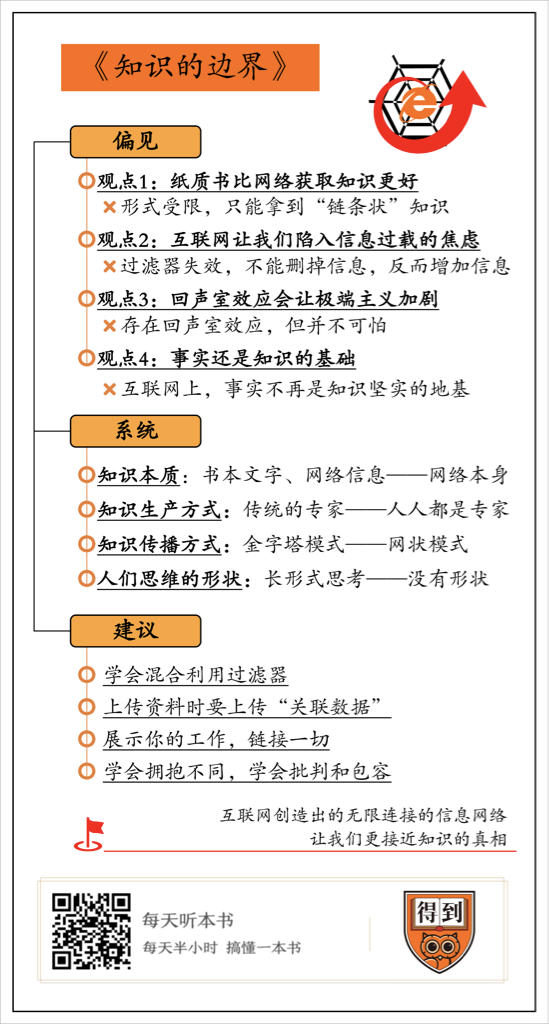 《知识的边界》
偏见
观点1：纸质书比网络获取知识更好
形式受限，只能拿到“链条状”知识
观点2：互联网让我们陷入信息过载的焦虑
过滤器失效，不能删掉信息，反而增加信息
观点3：回声室效应会让极端主义加剧
存在回声室效应，但并不可怕
观点4：事实还是知识的基础
互联网上，事实不再是知识坚实的地基
系统
知识本质：书本文字、网络信息——网络本身
知识生产方式：传统的专家——人人都是专家
知识传播方式：金字塔模式——网状模式
人们思维的形状：长形式思考——没有形状
建议
学会混合利用过滤器
上传资料时要上传“关联数据”
展示你的工作，链接一切
学会拥抱不同，学会批判和包容
互联网创造出的无限连接的信息网络
让我们更接近知识的真相
每天听本书
每天半小时 搞懂一本书
得到